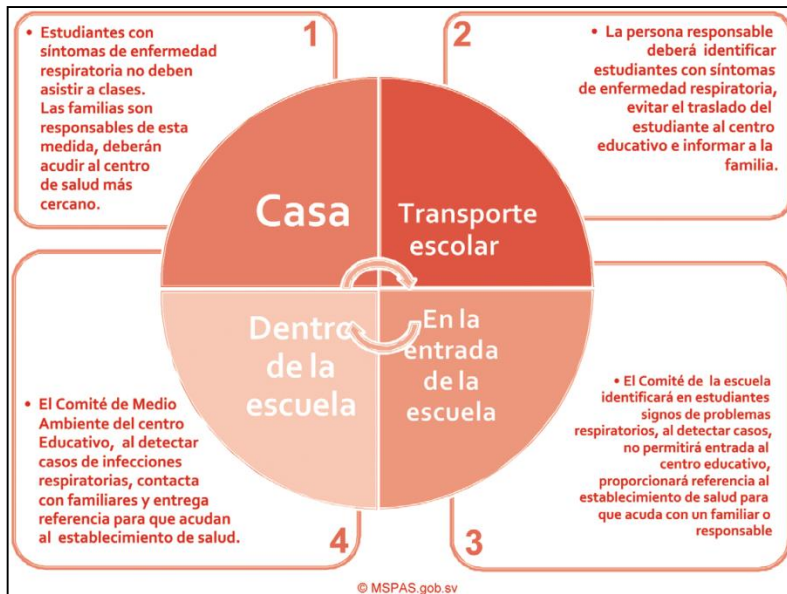 1
• Estudiantes con
síntomas de enfermedad
respiratoria no deben
asistir a clases.
Las familias son
responsables de esta
medida, deberán
acudir al centro
de salud más
cercano.
Casa
2
• La persona responsable
deberá identificar
estudiantes con síntomas
de enfermedad respiratoria,
evitar el traslado del
estudiante al centro
educativo e informar a la
familia.
Transporte
escolar
En la
entrada
de la
escuela
• El Comité de la escuela
identificará en estudiantes
signos de problemas
respiratorios, al detectar casos,
no permitirá entrada al
centro educativo,
proporcionará referencia al
establecimiento de salud para
que acuda con un familiar o
responsable
3
Dentro
de la
escuela
• El Comité de Medio
Ambiente del centro
Educativo, al detectar
casos de infecciones
respiratorias, contacta
con familiares y entrega
referencia para que acudan
al establecimiento de salud.
4
© MSPAS.gob.sv